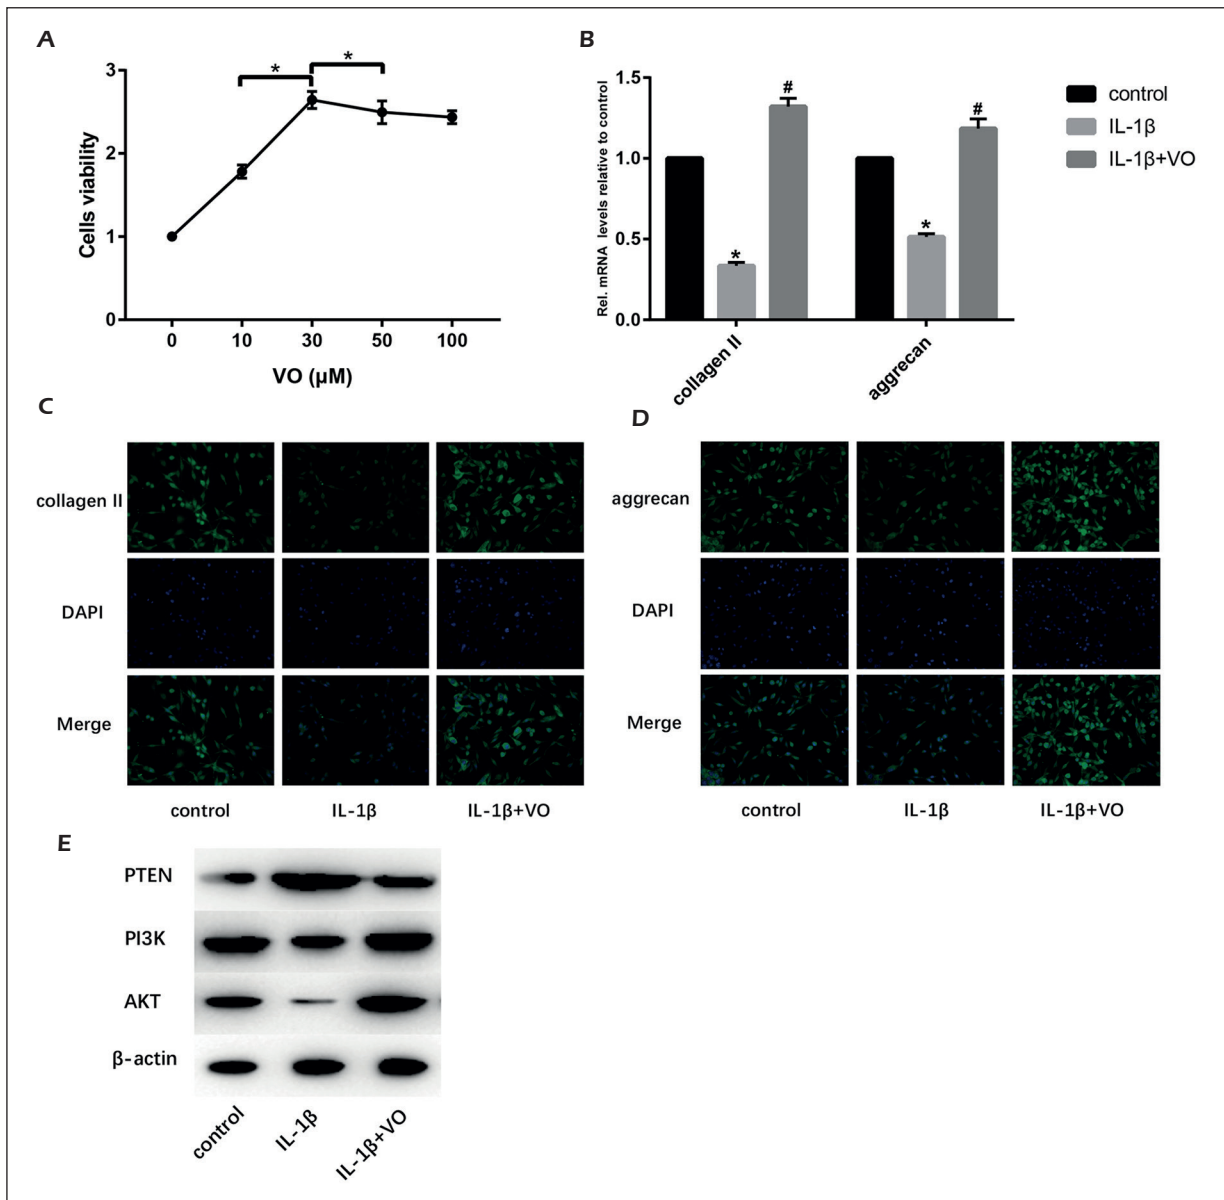 A
*
*
3
2
1
0
Cells viability
0 10 30 50 100
VO (μM)
B
1.5
1.0
0.5
0.0
Rel. mRNA levels relative to control
*
#
*
#
collagen II
aggrecan
control
IL-1β
IL-1β+VO
C
collagen II
DAPI
Merge
control IL-1β IL-1β+VO
D
aggrecan
DAPI
Merge
control IL-1β IL-1β+VO
E
PTEN
PI3K
AKT
β-actin
control
IL-1β
IL-1β+VO